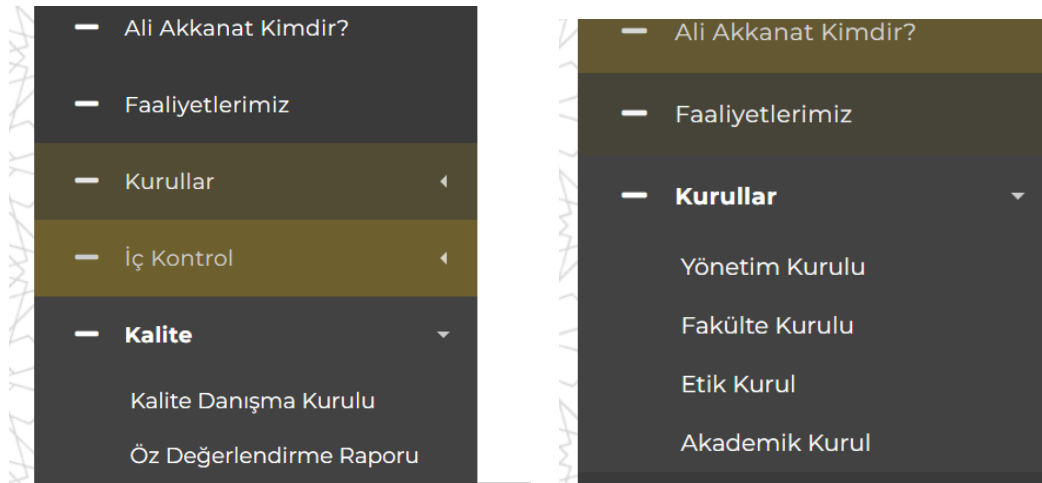 Ali Akkanat Kimdir?
Faaliyetlerimiz
Kurullar
İç Kontrol
Kalite
Kalite Danışma Kurulu
Öz Değerlendirme Raporu
Ali Akkanat Kimdir?
Faaliyetlerimiz
Kurullar
Yönetim Kurulu
Fakülte Kurulu
Etik Kurul
Akademik Kurul